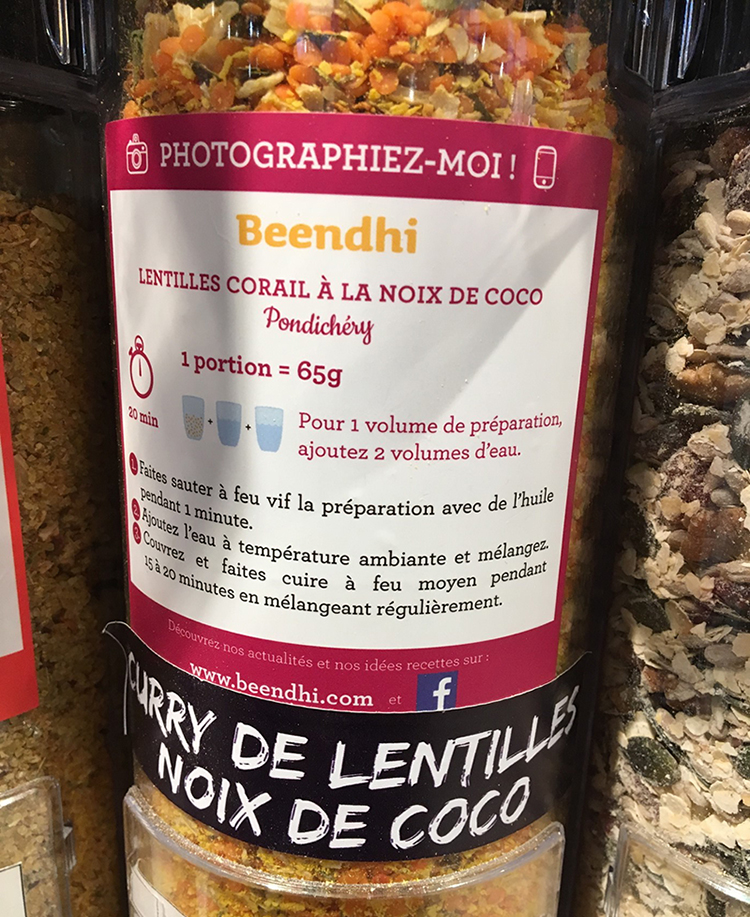 PHOTOGRAPHIEZ-MOI !
Beendhi
LENTILLES CORAIL À LA NOIX DE COCO
Pondichéry
1 portion = 65g
20 min
+ +
Pour 1 volume de préparation,
ajoutez 2 volumes d'eau.
1. Faites sauter à feu vif la préparation avec de l'huile
pendant 1 minute.
2. Ajoutez l'eau à température ambiante et mélangez.
3. Couvrez et faites cuire à feu moyen pendant
15 à 20 minutes en mélangeant régulièrement.
Découvrez nos actualités et nos idées recettes sur :
www.beendhi.com et f
CURRY DE LENTILLES
NOIX DE COCO